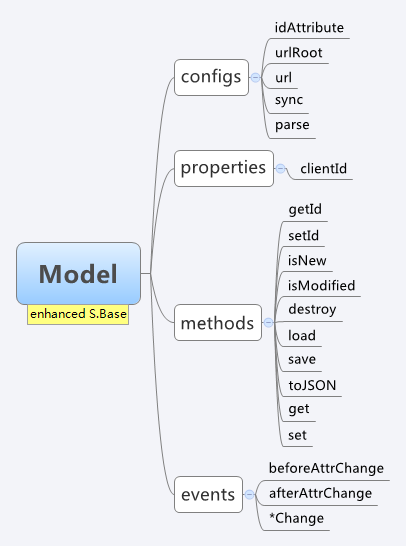 Model
enhanced S.Base
configs
idAttribute
urlRoot
url
sync
parse
properties
clientId
methods
getId
setId
isNew
isModified
destroy
load
save
toJSON
get
set
events
beforeAttrChange
afterAttrChange
*Change